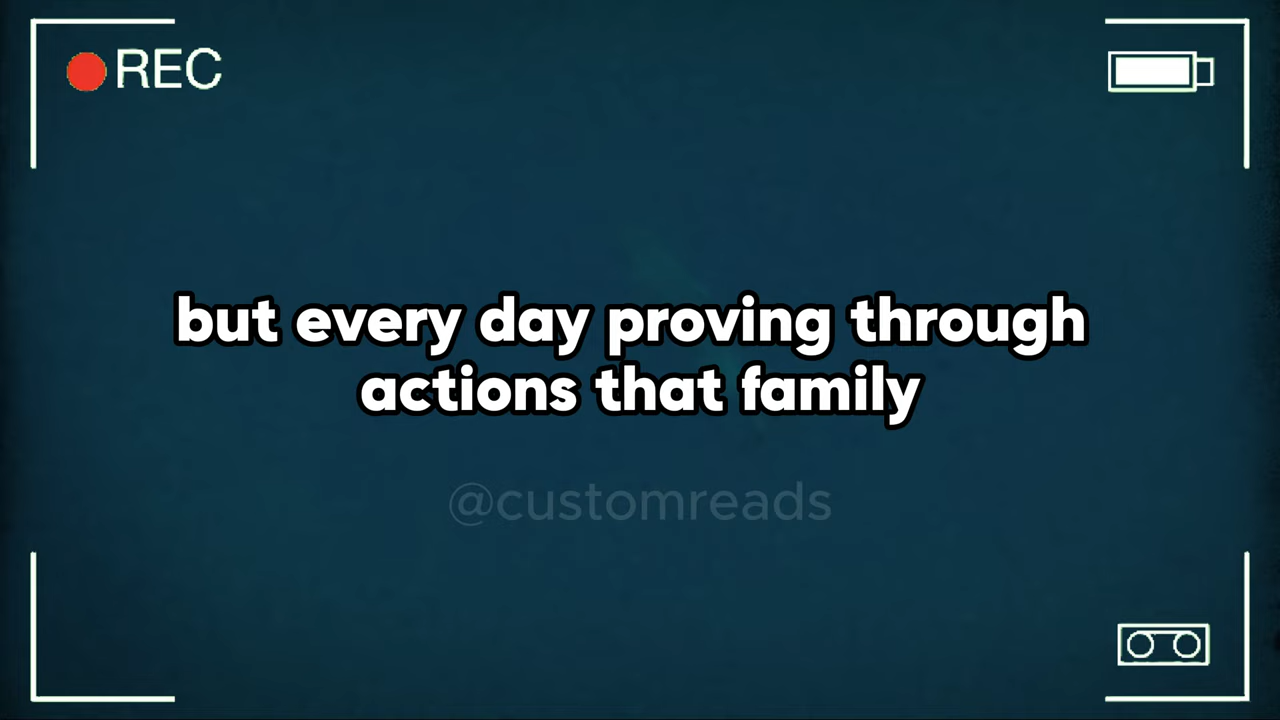 REC
but every day proving through
actions that family
@customreads